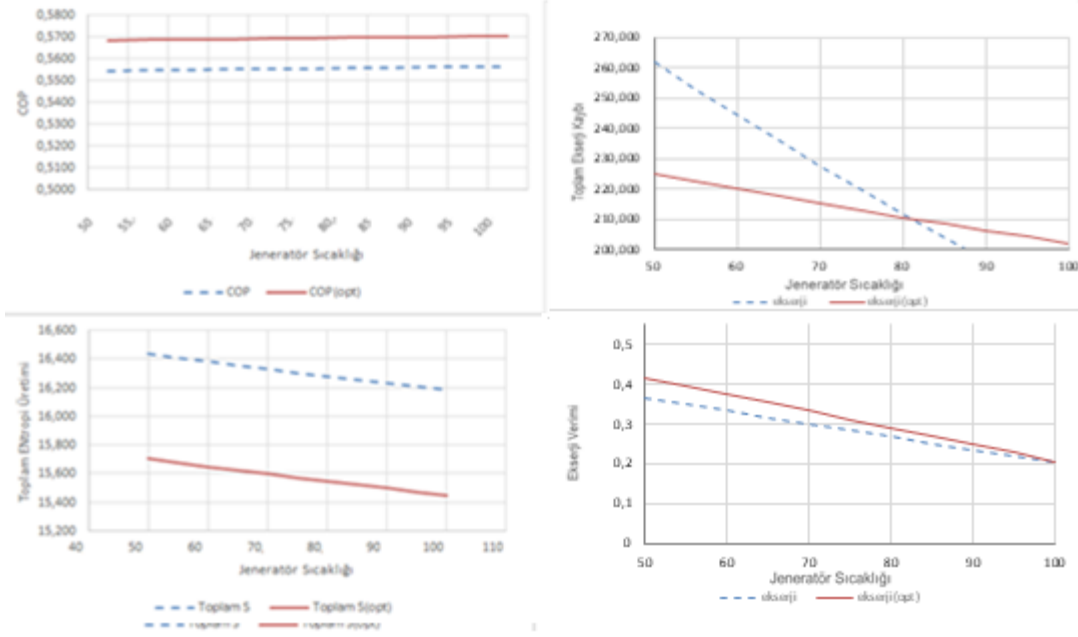 0,5800
0,5700
0,5600
0,5500
0,5400
0,5300
0,5200
0,5100
0,5000
COP
50 55, 60 65, 70 75, 80, 85 90 95 100
Jeneratör Sıcaklığı
COP COP(opt)
270,000
260,000
250,000
240,000
230,000
220,000
210,000
200,000
Toplam Ekserji Kaybı
50 60 70 80 90 100
Jeneratör Sıcaklığı
ekserji ekserji(opt.)
16,600
16,400
16,200
16,000
15,800
15,600
15,400
15,200
Toplam ENtropi Üretimi
40 50 60 70, 80, 90 100 110
Jeneratör Sıcaklığı
Toplam S Toplam S(opt)
Toplam S Toplam S(opt)
0,5
0,4
0,3
0,2
0,1
0
Ekserji Verimi
50 60 70 80 90 100
Jeneratör Sıcaklığı
ekserji ekserji(opt.)